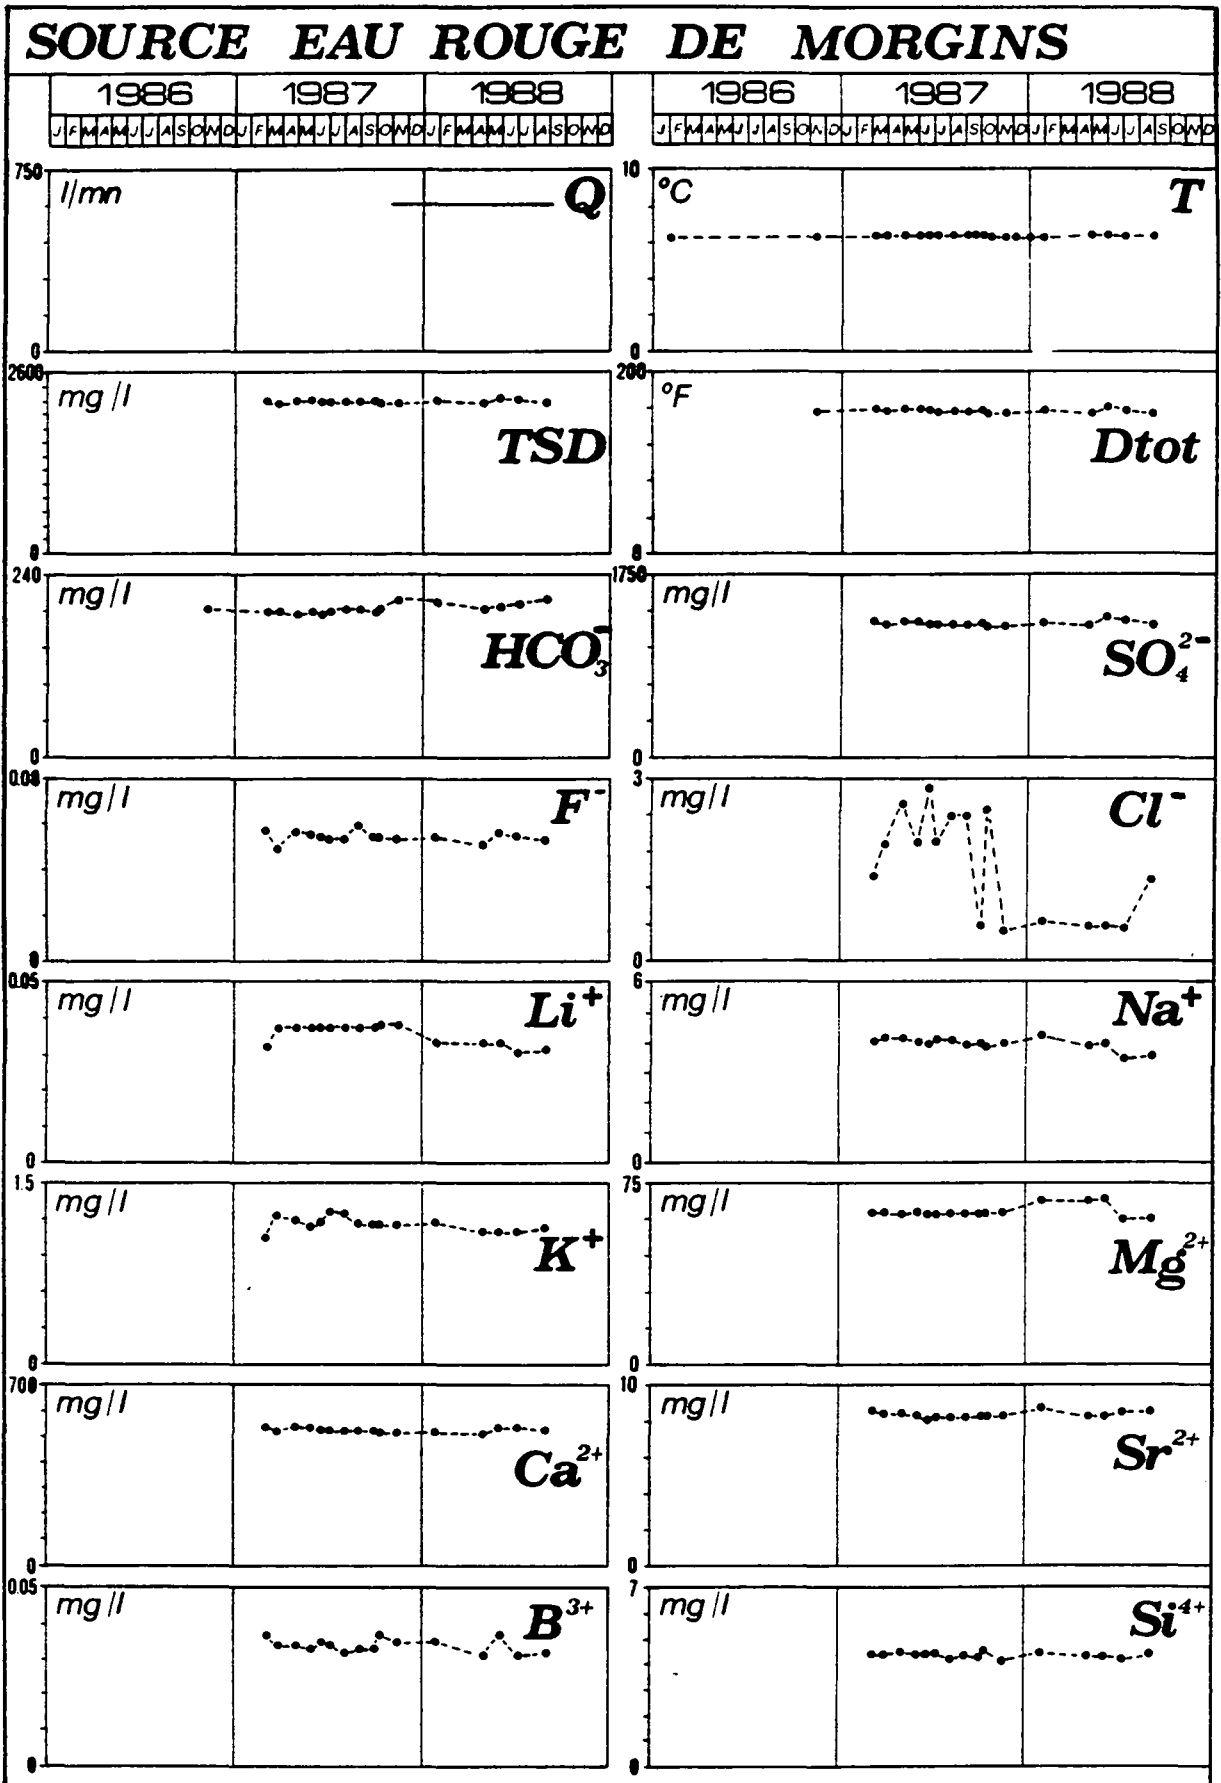 SOURCE EAU ROUGE DE MORGINS
1986 1987 1988 1986 1987 1988
J F M A M J J A S O N D J F M A M J J A S O N D J F M A M J J A S O N D J F M A M J J A S O N D J F M A M J J A S O N D J F M A M J J A S O N D
750 l/mn Q 0
10 °C T 0
2600 mg/l TSD 0
200 °F Dtot 0
240 mg/l HCO₃⁻ 0
1750 mg/l SO₄²⁻ 0
0.08 mg/l F⁻ 0
3 mg/l Cl⁻ 0
0.05 mg/l Li⁺ 0
6 mg/l Na⁺ 0
1.5 mg/l K⁺ 0
75 mg/l Mg²⁺ 0
700 mg/l Ca²⁺ 0
10 mg/l Sr²⁺ 0
0.05 mg/l B³⁺ 0
7 mg/l Si⁴⁺ 0